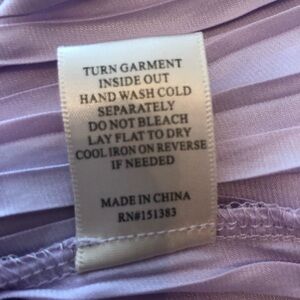 TURN GARMENT
INSIDE OUT
HAND WASH COLD
SEPARATELY
DO NOT BLEACH
LAY FLAT TO DRY
COOL IRON ON REVERSE
IF NEEDED
MADE IN CHINA
RN#151383